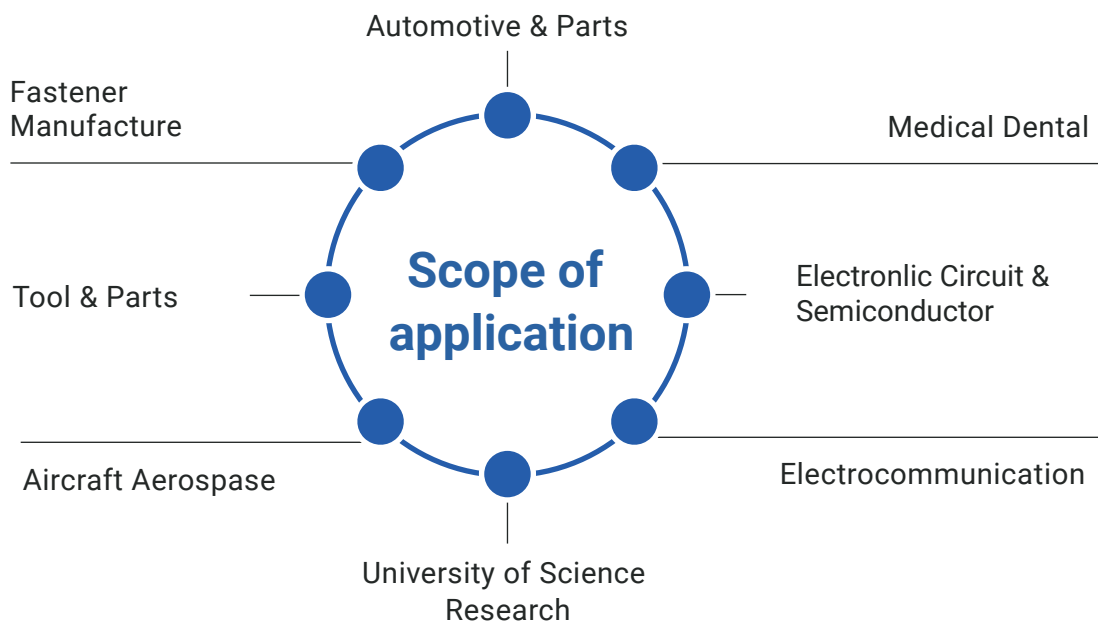 Automotive & Parts
Fastener
Manufacture
Medical Dental
Scope of
application
Tool & Parts
Electronlic Circuit &
Semiconductor
Aircraft Aerospase
Electrocommunication
University of Science
Research